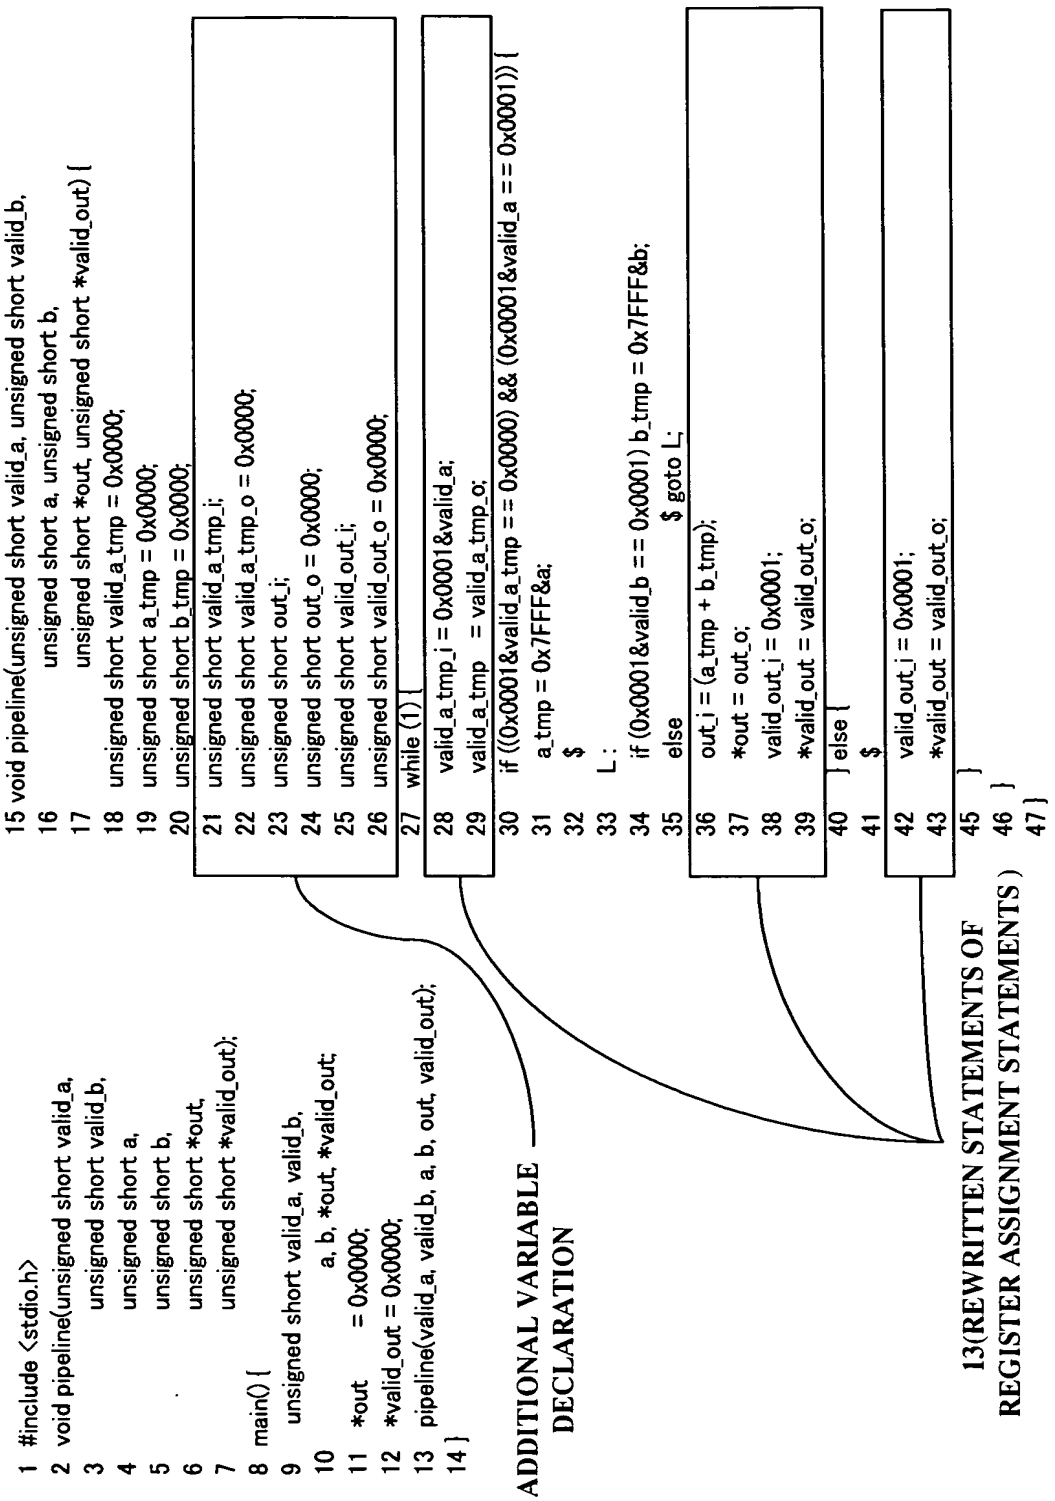 1 #include <stdio.h>
2 void pipeline(unsigned short valid_a,
3 unsigned short valid_b,
4 unsigned short a,
5 unsigned short b,
6 unsigned short *out,
7 unsigned short *valid_out);
8 main() {
9 unsigned short valid_a, valid_b,
10 a, b, *out, *valid_out;
11 *out = 0x0000;
12 *valid_out = 0x0000;
13 pipeline(valid_a, valid_b, a, b, out, valid_out);
14 }
ADDITIONAL VARIABLE
DECLARATION
15 void pipeline(unsigned short valid_a, unsigned short valid_b,
16 unsigned short a, unsigned short b,
17 unsigned short *out, unsigned short *valid_out) {
18 unsigned short valid_a_tmp = 0x0000;
19 unsigned short a_tmp = 0x0000;
20 unsigned short b_tmp = 0x0000;
21 unsigned short valid_a_tmp_i;
22 unsigned short valid_a_tmp_o = 0x0000;
23 unsigned short out_i;
24 unsigned short out_o = 0x0000;
25 unsigned short valid_out_i;
26 unsigned short valid_out_o = 0x0000;
27 while (1) {
28 valid_a_tmp_i = 0x0001&valid_a;
29 valid_a_tmp = valid_a_tmp_o;
30 if ((0x0001&valid_a_tmp == 0x0000) && (0x0001&valid_a == 0x0001)) {
31 a_tmp = 0x7FFF&a;
32 $
33 L :
34 if (0x0001&valid_b == 0x0001) b_tmp = 0x7FFF&b;
35 else $ goto L;
36 out_i = (a_tmp + b_tmp);
37 *out = out_o;
38 valid_out_i = 0x0001;
39 *valid_out = valid_out_o;
40 } else {
41 $
42 valid_out_i = 0x0001;
43 *valid_out = valid_out_o;
45 }
46 }
47 }
13(REWRITTEN STATEMENTS OF
REGISTER ASSIGNMENT STATEMENTS )